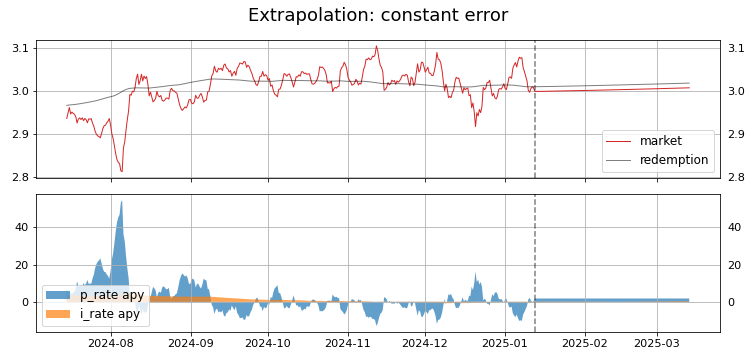 Extrapolation: constant error
3.1 3.1
3.0 3.0
2.9 2.9
2.8 2.8
market
redemption
40 40
20 20
0 0
p_rate apy
i_rate apy
2024-08 2024-09 2024-10 2024-11 2024-12 2025-01 2025-02 2025-03